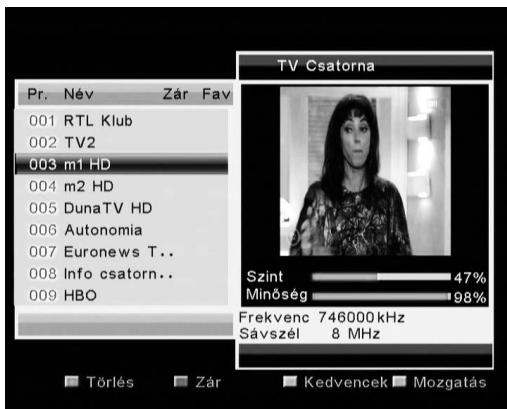 TV Csatorna
Pr. Név Zár Fav
001 RTL Klub
002 TV2
003 m1 HD
004 m2 HD
005 DunaTV HD
006 Autonomia
007 Euronews T..
008 Info csatorn..
009 HBO
Szint 47%
Minőség 98%
Frekvenc 746000kHz
Sávszél 8 MHz
Törlés Zár Kedvencek Mozgatás